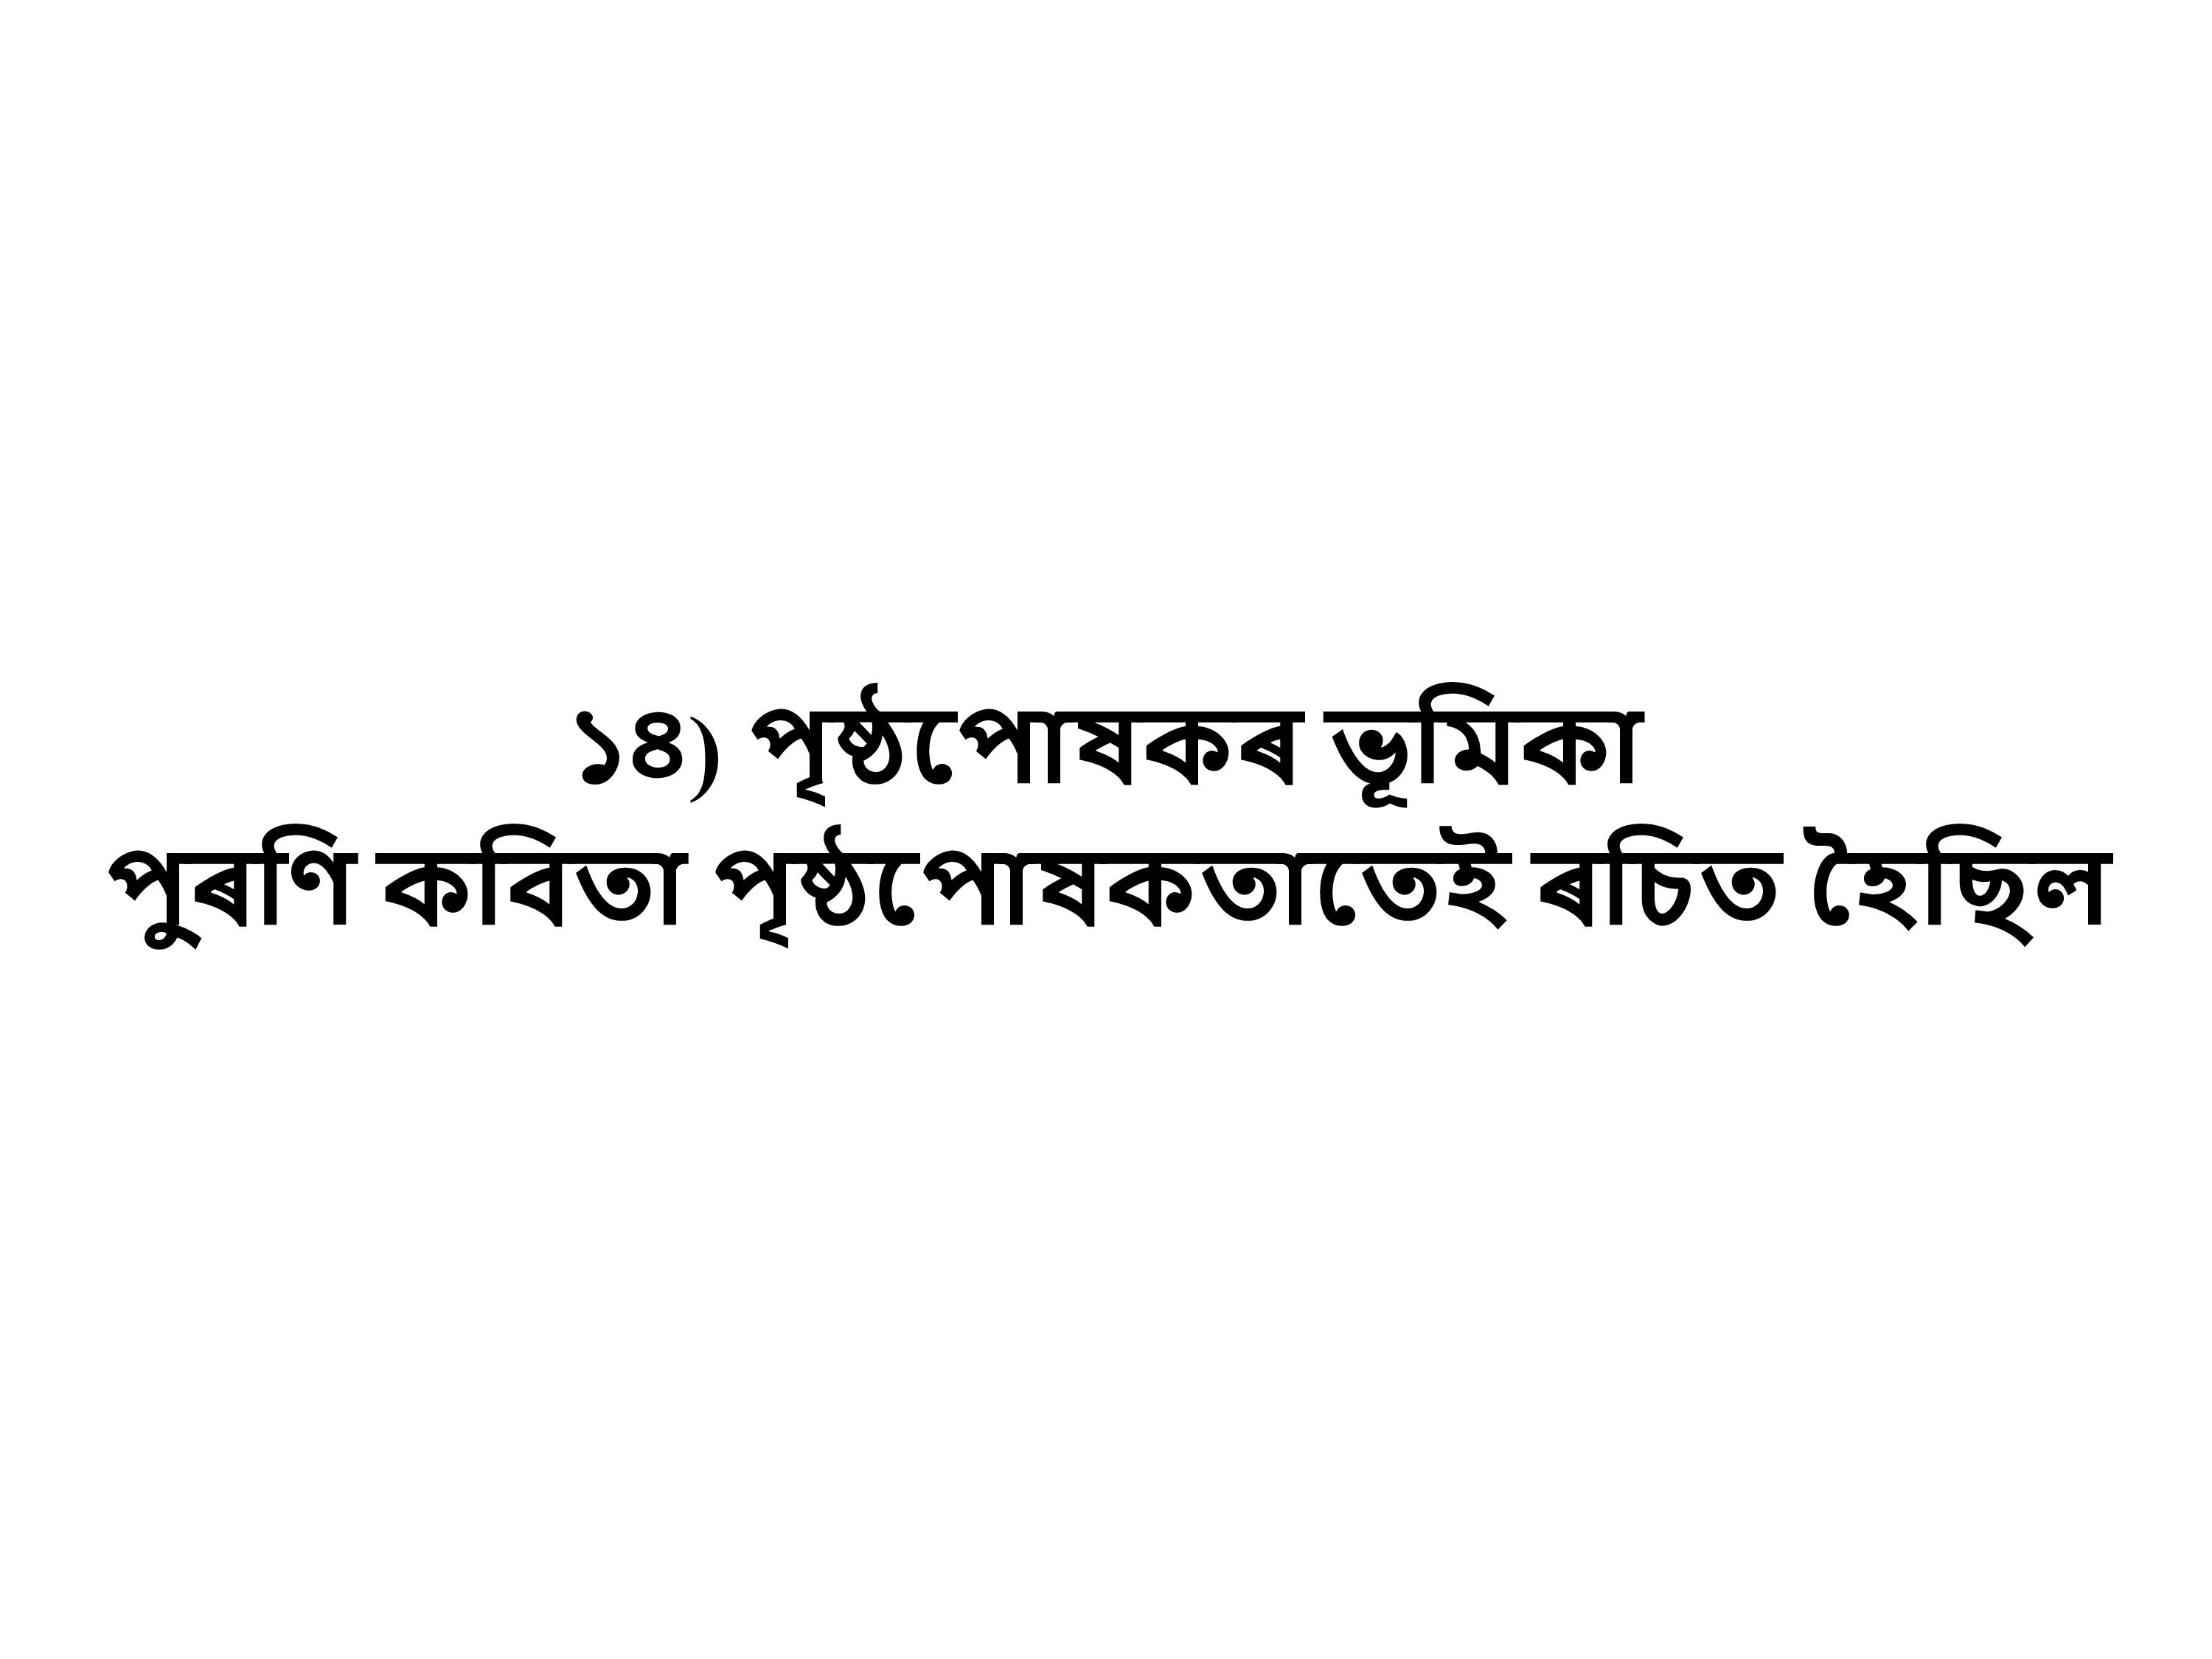 ১৪) পৃষ্ঠপোষকৰ ভূমিকা
পুৰণি কবিতা পৃষ্ঠপোষকতাতেই ৰচিত হৈছিল